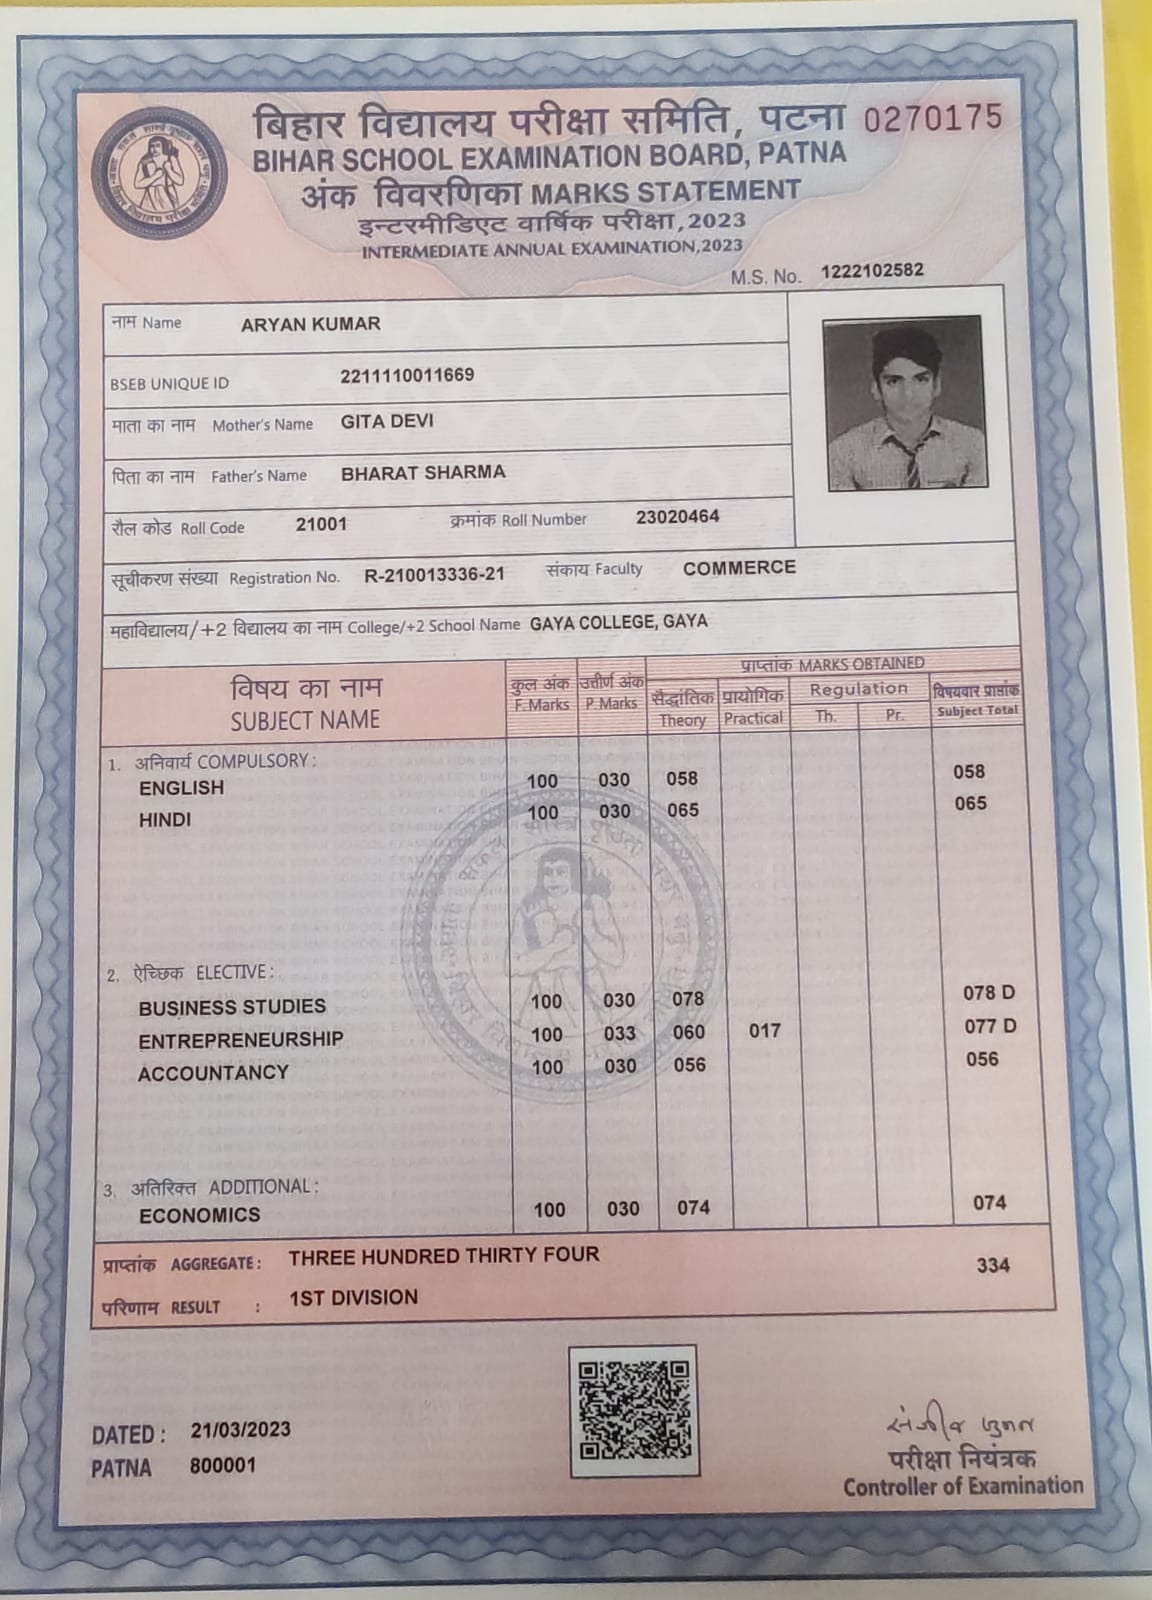 बिहार विद्यालय परीक्षा समिति, पटना 0270175
BIHAR SCHOOL EXAMINATION BOARD, PATNA
अंक विवरणिका MARKS STATEMENT
इन्टरमीडिएट वार्षिक परीक्षा, 2023
INTERMEDIATE ANNUAL EXAMINATION, 2023
M.S. No. 1222102582
नाम Name ARYAN KUMAR
BSEB UNIQUE ID 2211110011669
माता का नाम Mother's Name GITA DEVI
पिता का नाम Father's Name BHARAT SHARMA
रौल कोड Roll Code 21001 क्रमांक Roll Number 23020464
सूचीकरण संख्या Registration No. R-210013336-21 संकाय Faculty COMMERCE
महाविद्यालय/+2 विद्यालय का नाम College/+2 School Name GAYA COLLEGE, GAYA
विषय का नाम SUBJECT NAME
कुल अंक F. Marks
उत्तीर्ण अंक P. Marks
प्राप्तांक MARKS OBTAINED
सैद्धांतिक Theory
प्रायोगिक Practical
Regulation
Th. Pr.
विषयवार प्राप्तांक Subject Total
1. अनिवार्य COMPULSORY :
ENGLISH 100 030 058 058
HINDI 100 030 065 065
2. ऐच्छिक ELECTIVE :
BUSINESS STUDIES 100 030 078 078 D
ENTREPRENEURSHIP 100 033 060 017 077 D
ACCOUNTANCY 100 030 056 056
3. अतिरिक्त ADDITIONAL :
ECONOMICS 100 030 074 074
प्राप्तांक AGGREGATE : THREE HUNDRED THIRTY FOUR 334
परिणाम RESULT : 1ST DIVISION
DATED : 21/03/2023
PATNA 800001
परीक्षा नियंत्रक
Controller of Examination